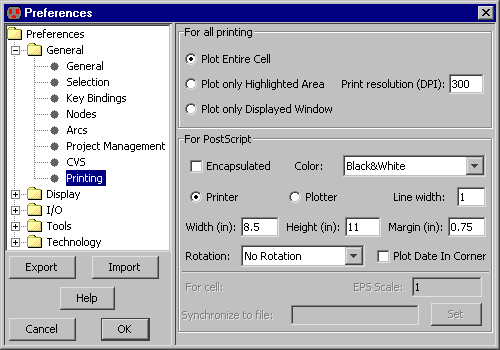 Preferences
Preferences
General
General
Selection
Key Bindings
Nodes
Arcs
Project Management
CVS
Printing
Display
I/O
Tools
Technology
Export Import
Help
Cancel OK
For all printing
Plot Entire Cell
Plot only Highlighted Area Print resolution (DPI): 300
Plot only Displayed Window
For PostScript
Encapsulated Color: Black&White
Printer Plotter Line width: 1
Width (in): 8.5 Height (in): 11 Margin (in): 0.75
Rotation: No Rotation Plot Date In Corner
For cell: EPS Scale: 1
Synchronize to file: Set